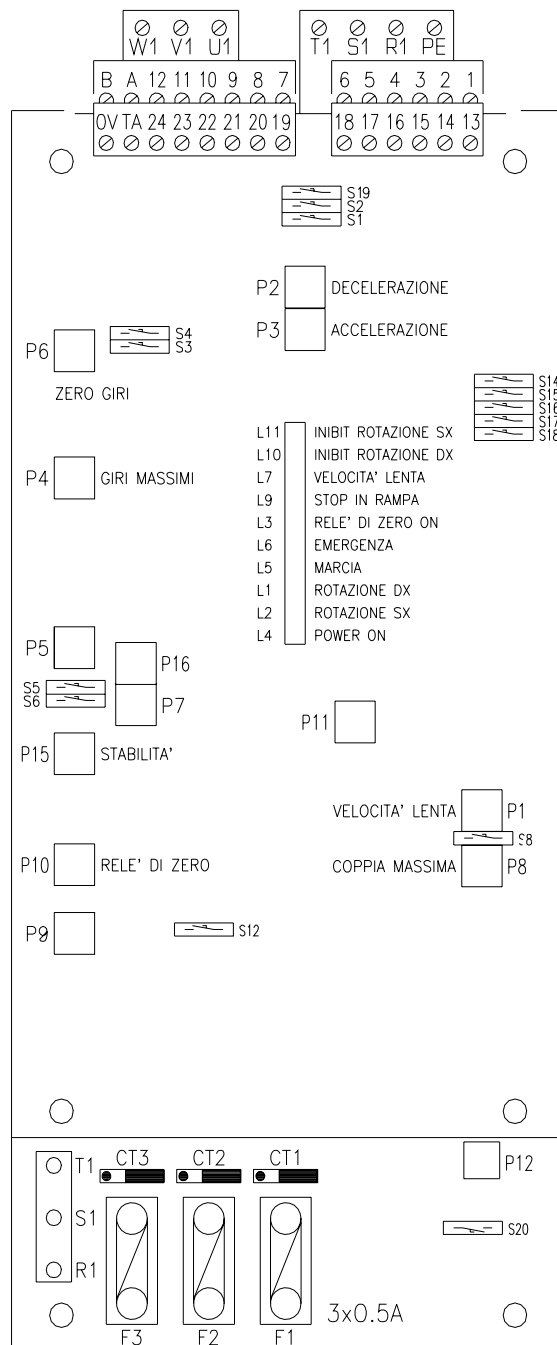 W1 V1 U1 T1 S1 R1 PE
B A 12 11 10 9 8 7 6 5 4 3 2 1
0V TA 24 23 22 21 20 19 18 17 16 15 14 13
S19
S2
S1
P2 DECELERAZIONE
P3 ACCELERAZIONE
S4
S3
P6
ZERO GIRI
S14
S15
S16
S17
S18
L11 INIBIT ROTAZIONE SX
L10 INIBIT ROTAZIONE DX
L7 VELOCITA' LENTA
L9 STOP IN RAMPA
L3 RELE' DI ZERO ON
L6 EMERGENZA
L5 MARCIA
L1 ROTAZIONE DX
L2 ROTAZIONE SX
L4 POWER ON
P4 GIRI MASSIMI
P5
P16
S5
S6
P7
P11
P15 STABILITA'
VELOCITA' LENTA P1
S8
COPPIA MASSIMA P8
P10 RELE' DI ZERO
P9
S12
T1
S1
R1
CT3 CT2 CT1
P12
S20
3x0.5A
F3 F2 F1